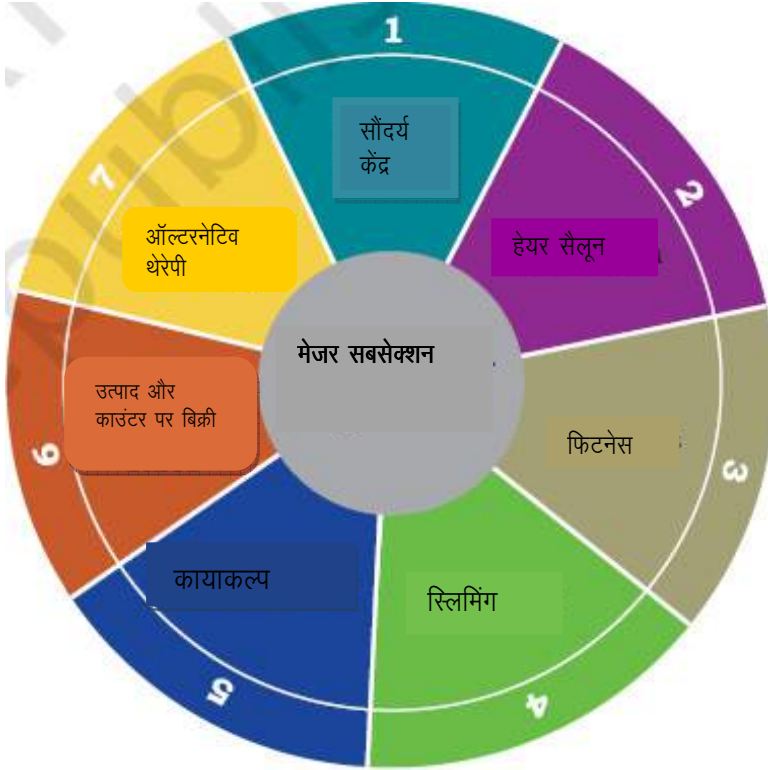 1
सौंदर्य
केंद्र
2
हेयर सैलून
3
फिटनेस
4
स्लिमिंग
5
कायाकल्प
6
उत्पाद और
काउंटर पर बिक्री
7
ऑल्टरनेटिव
थेरेपी
मेजर सबसेक्शन